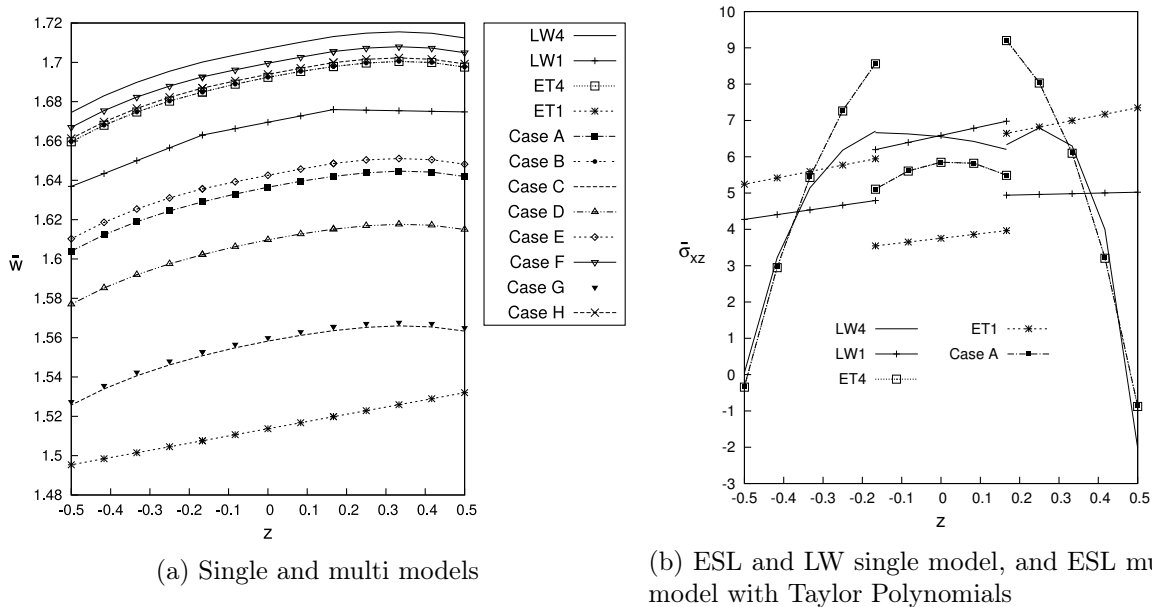 1.72
1.7
1.68
1.66
1.64
1.62
1.6
1.58
1.56
1.54
1.52
1.5
1.48
w̄
-0.5 -0.4 -0.3 -0.2 -0.1 0 0.1 0.2 0.3 0.4 0.5
z
LW4
LW1
ET4
ET1
Case A
Case B
Case C
Case D
Case E
Case F
Case G
Case H
(a) Single and multi models
10
9
8
7
6
5
4
3
2
1
0
-1
-2
-3
σ̄xz
LW4
LW1
ET4
ET1
Case A
-0.5 -0.4 -0.3 -0.2 -0.1 0 0.1 0.2 0.3 0.4 0.5
z
(b) ESL and LW single model, and ESL mu
model with Taylor Polynomials